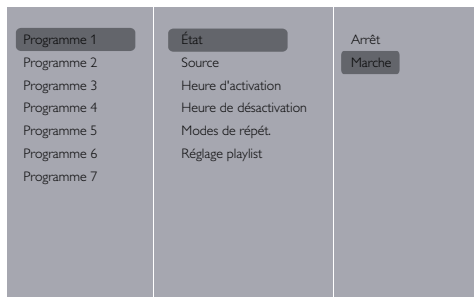 Programme 1
Programme 2
Programme 3
Programme 4
Programme 5
Programme 6
Programme 7
État
Source
Heure d'activation
Heure de désactivation
Modes de répét.
Réglage playlist
Arrêt
Marche